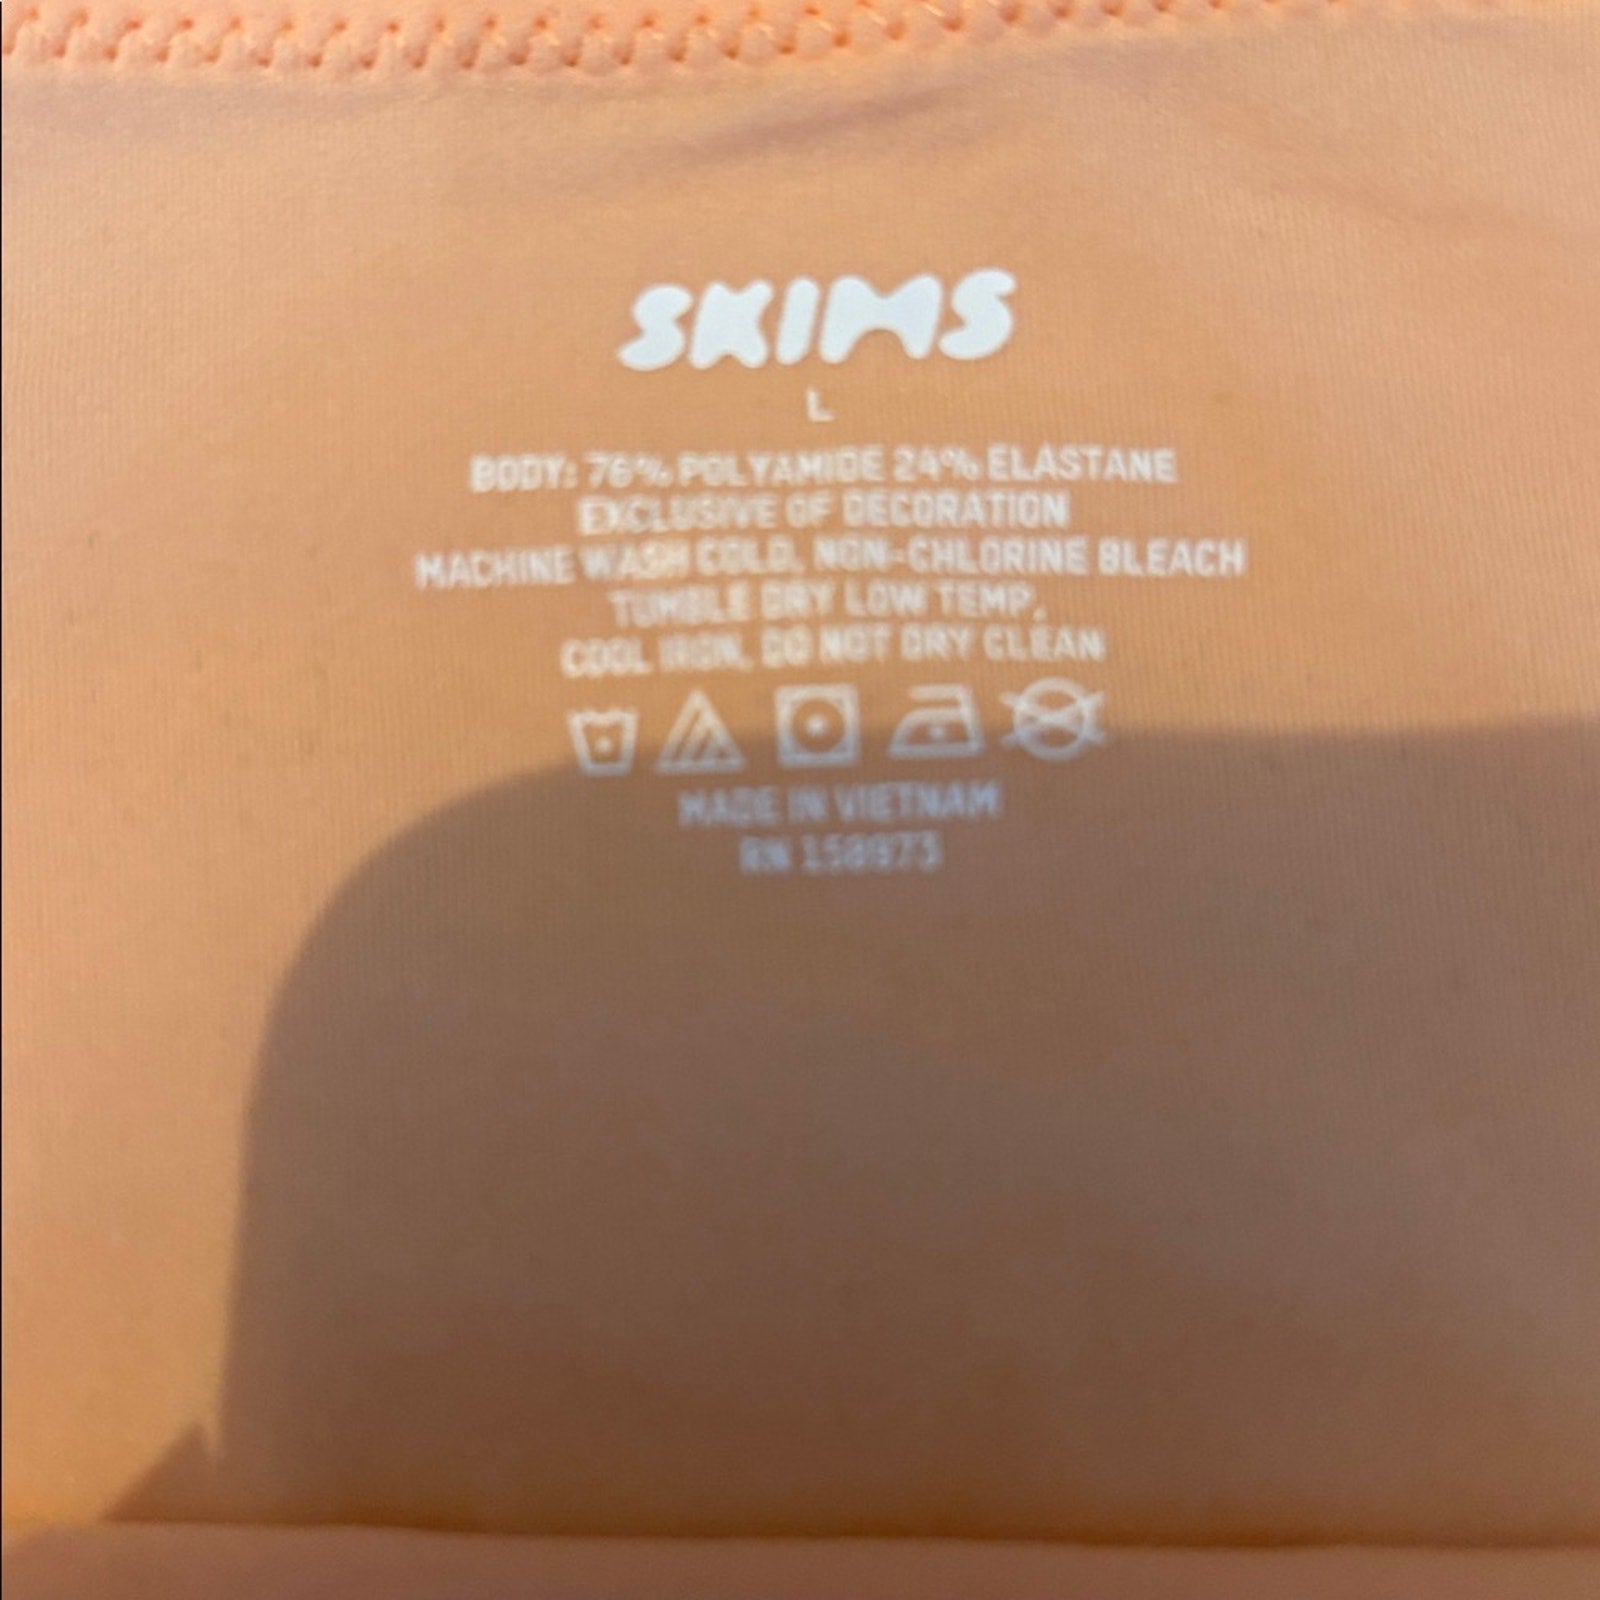 SKIMS
L
BODY: 76% POLYAMIDE 24% ELASTANE
EXCLUSIVE OF DECORATION
MACHINE WASH COLD, NON-CHLORINE BLEACH
TUMBLE DRY LOW TEMP,
COOL IRON, DO NOT DRY CLEAN
MADE IN VIETNAM
RN 158973